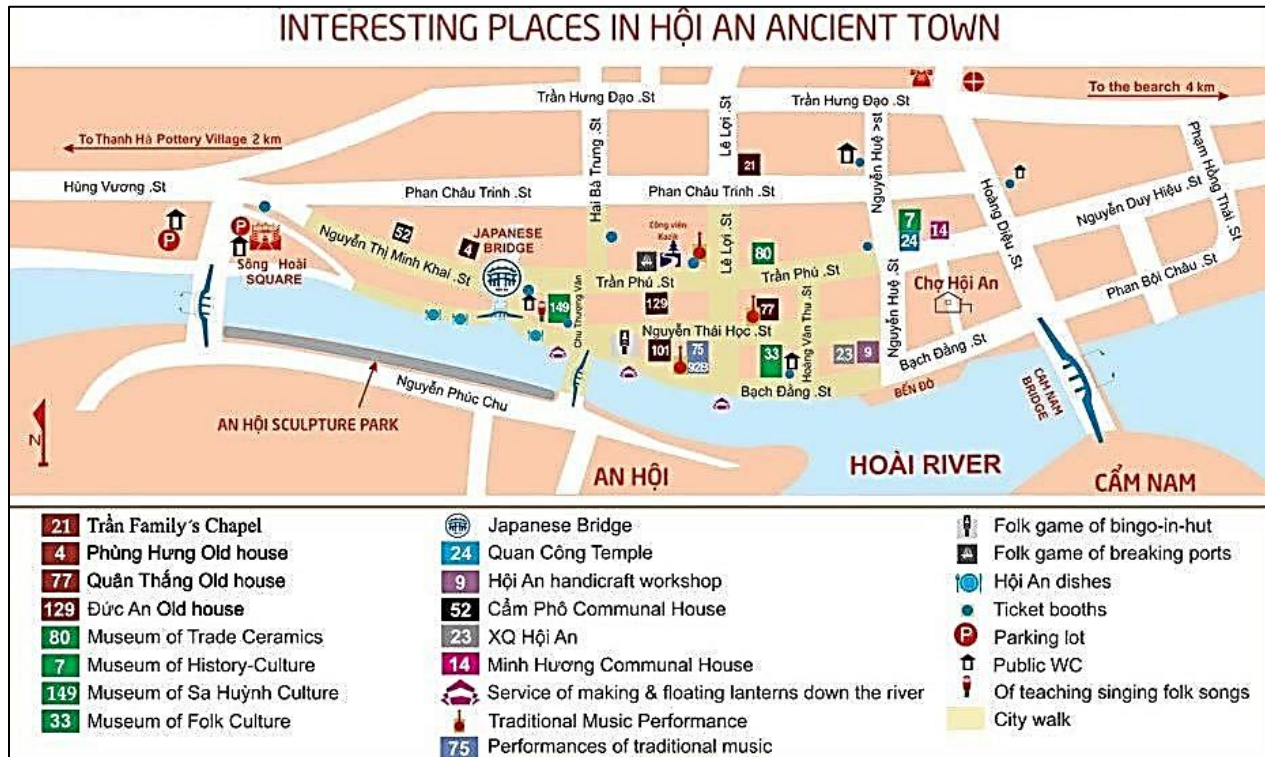 INTERESTING PLACES IN HỘI AN ANCIENT TOWN
Trần Hưng Đạo .St
Trần Hưng Đạo .St
To the bearch 4 km
To Thanh Hà Pottery Village 2 km
Hai Bà Trưng .St
Lê Lợi .St
Nguyễn Huệ >st
Phạm Hồng Thái .St
21
Hùng Vương .St
Phan Châu Trinh .St
Phan Châu Trinh .St
Hoàng Diệu .St
Nguyễn Duy Hiệu .St
P
P
Sông Hoài
SQUARE
Nguyễn Thị Minh Khai .St
52
4
JAPANESE
BRIDGE
Công viên
Kazik
Lê Lợi .St
80
7
24
14
Trần Phú .St
Trần Phú .St
Chợ Hội An
Phan Bội Châu .St
149
Chu Thượng Văn
129
77
Hoàng Văn Thụ .St
Nguyễn Huệ .St
Nguyễn Thái Học .St
101
75
92B
33
23
9
Bạch Đằng .St
Bạch Đằng .St
BẾN ĐÒ
CAM NAM
BRIDGE
Nguyễn Phúc Chu
AN HỘI SCULPTURE PARK
N
AN HỘI
HOÀI RIVER
CẨM NAM
21 Trần Family's Chapel
4 Phùng Hưng Old house
77 Quân Thắng Old house
129 Đức An Old house
80 Museum of Trade Ceramics
7 Museum of History-Culture
149 Museum of Sa Huỳnh Culture
33 Museum of Folk Culture
Japanese Bridge
24 Quan Công Temple
9 Hội An handicraft workshop
52 Cẩm Phô Communal House
23 XQ Hội An
14 Minh Hương Communal House
Service of making & floating lanterns down the river
Traditional Music Performance
75 Performances of traditional music
Folk game of bingo-in-hut
Folk game of breaking ports
Hội An dishes
Ticket booths
P Parking lot
Public WC
Of teaching singing folk songs
City walk